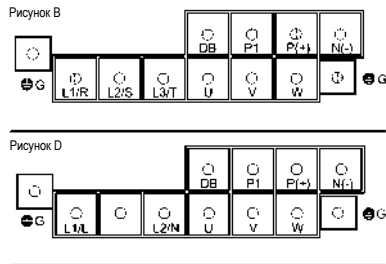 Рисунок B
DB P1 P(+) N(-)
L1/R L2/S L3/T U V W
G G
Рисунок D
DB P1 P(+) N(-)
L1/L L2/N U V W
G G